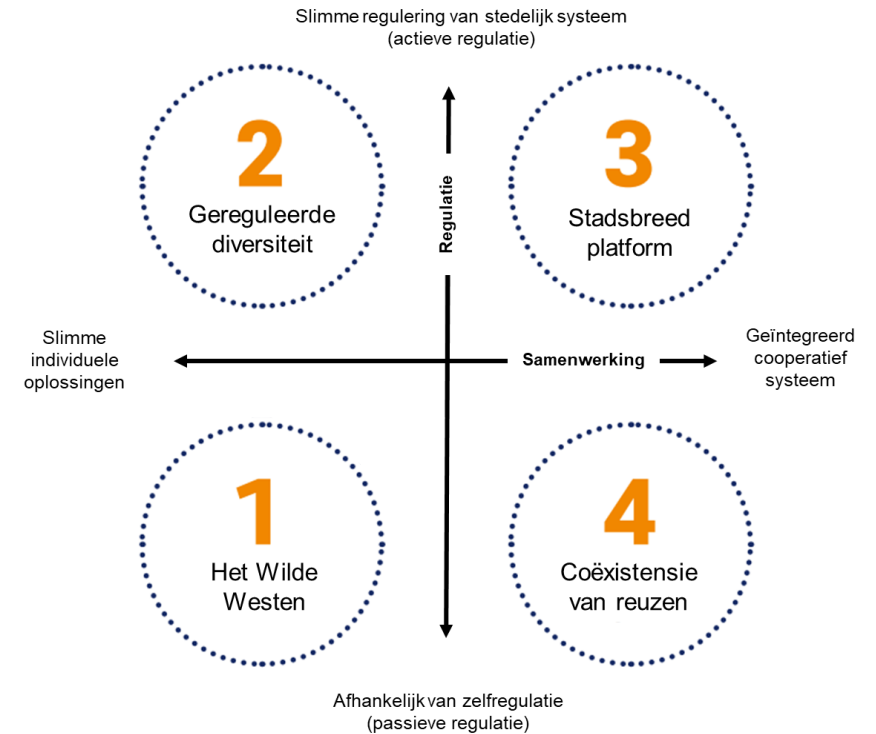 Slimme regulering van stedelijk systeem
(actieve regulatie)
2
Gereguleerde
diversiteit
Regulatie
3
Stadsbreed
platform
Slimme
individuele
oplossingen
Samenwerking
Geïntegreerd
cooperatief
systeem
1
Het Wilde
Westen
4
Coëxistensie
van reuzen
Afhankelijk van zelfregulatie
(passieve regulatie)